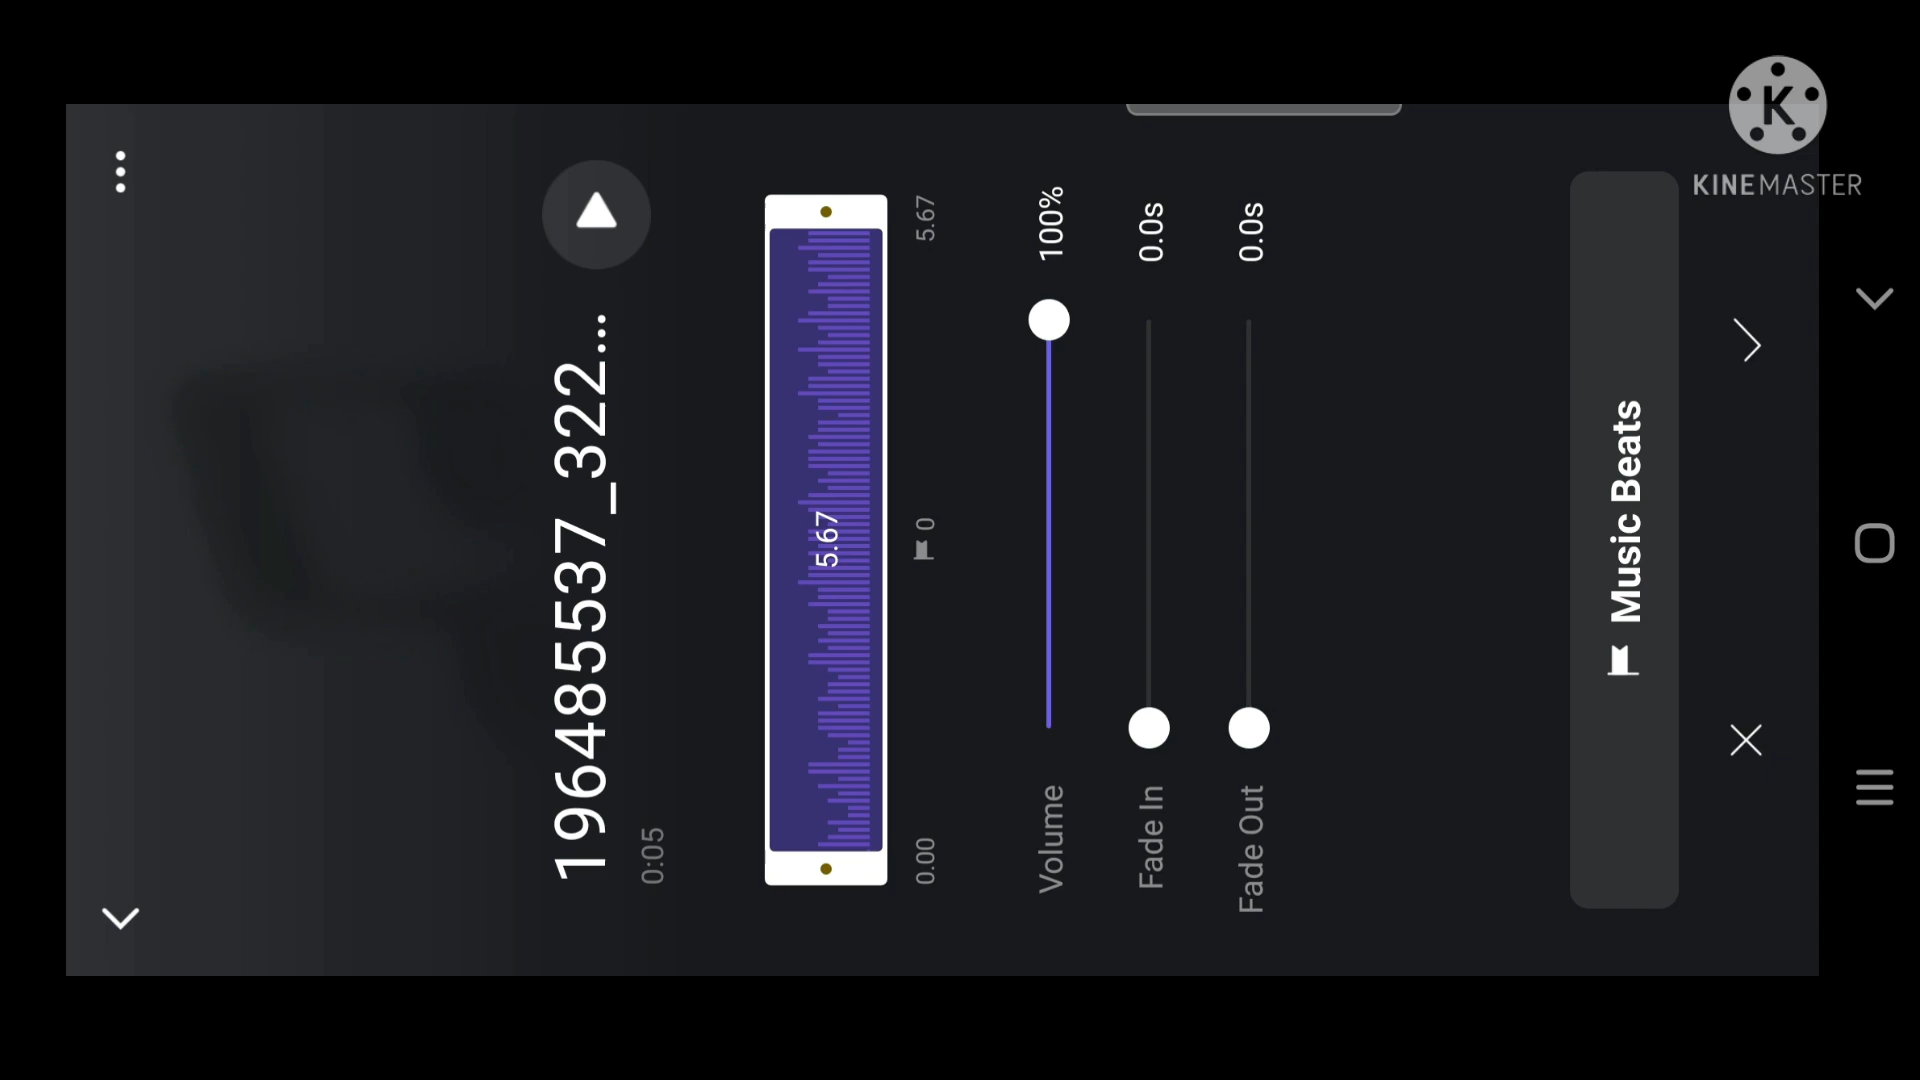 KINEMASTER
196485537_322...
0:05
5.67
0.00
0
5.67
Volume 100%
Fade In 0.0s
Fade Out 0.0s
Music Beats